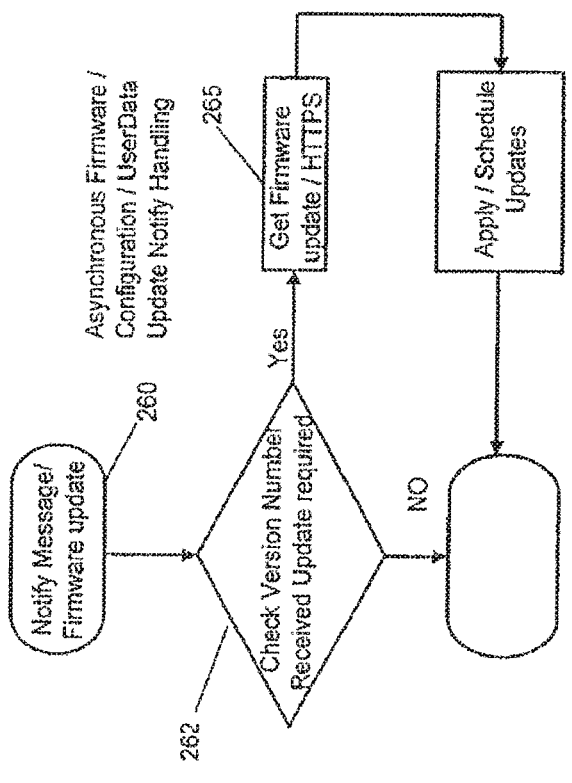 Asynchronous Firmware /
Configuration / UserData
Update Notify Handling
Notify Message/
Firmware update
260
262
Check Version Number
Received Update required
Yes
265
Get Firmware
update / HTTPS
NO
Apply / Schedule
Updates